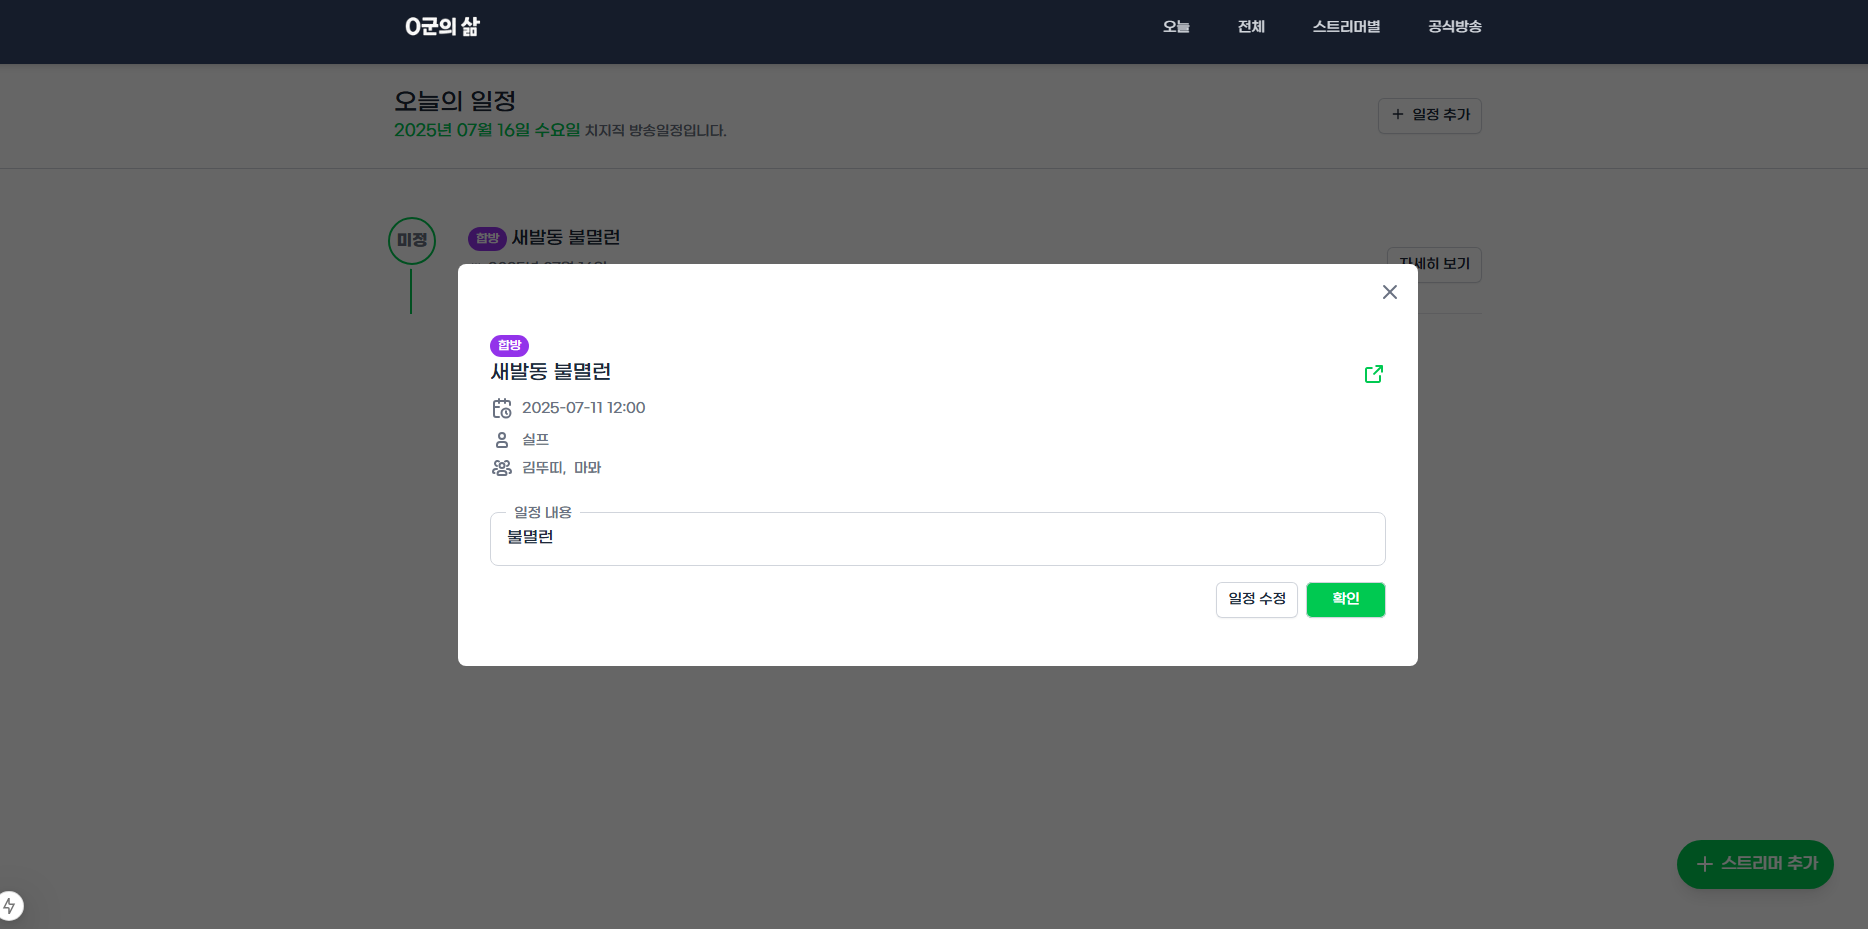 0군의 삶
오늘 전체 스트리머별 공식방송
오늘의 일정
2025년 07월 16일 수요일 치지직 방송일정입니다.
+ 일정 추가
미정
합방 새발동 불멸런
자세히 보기
합방
새발동 불멸런
2025-07-11 12:00
실프
김뚜띠, 마뫄
일정 내용
불멸런
일정 수정 확인
+ 스트리머 추가